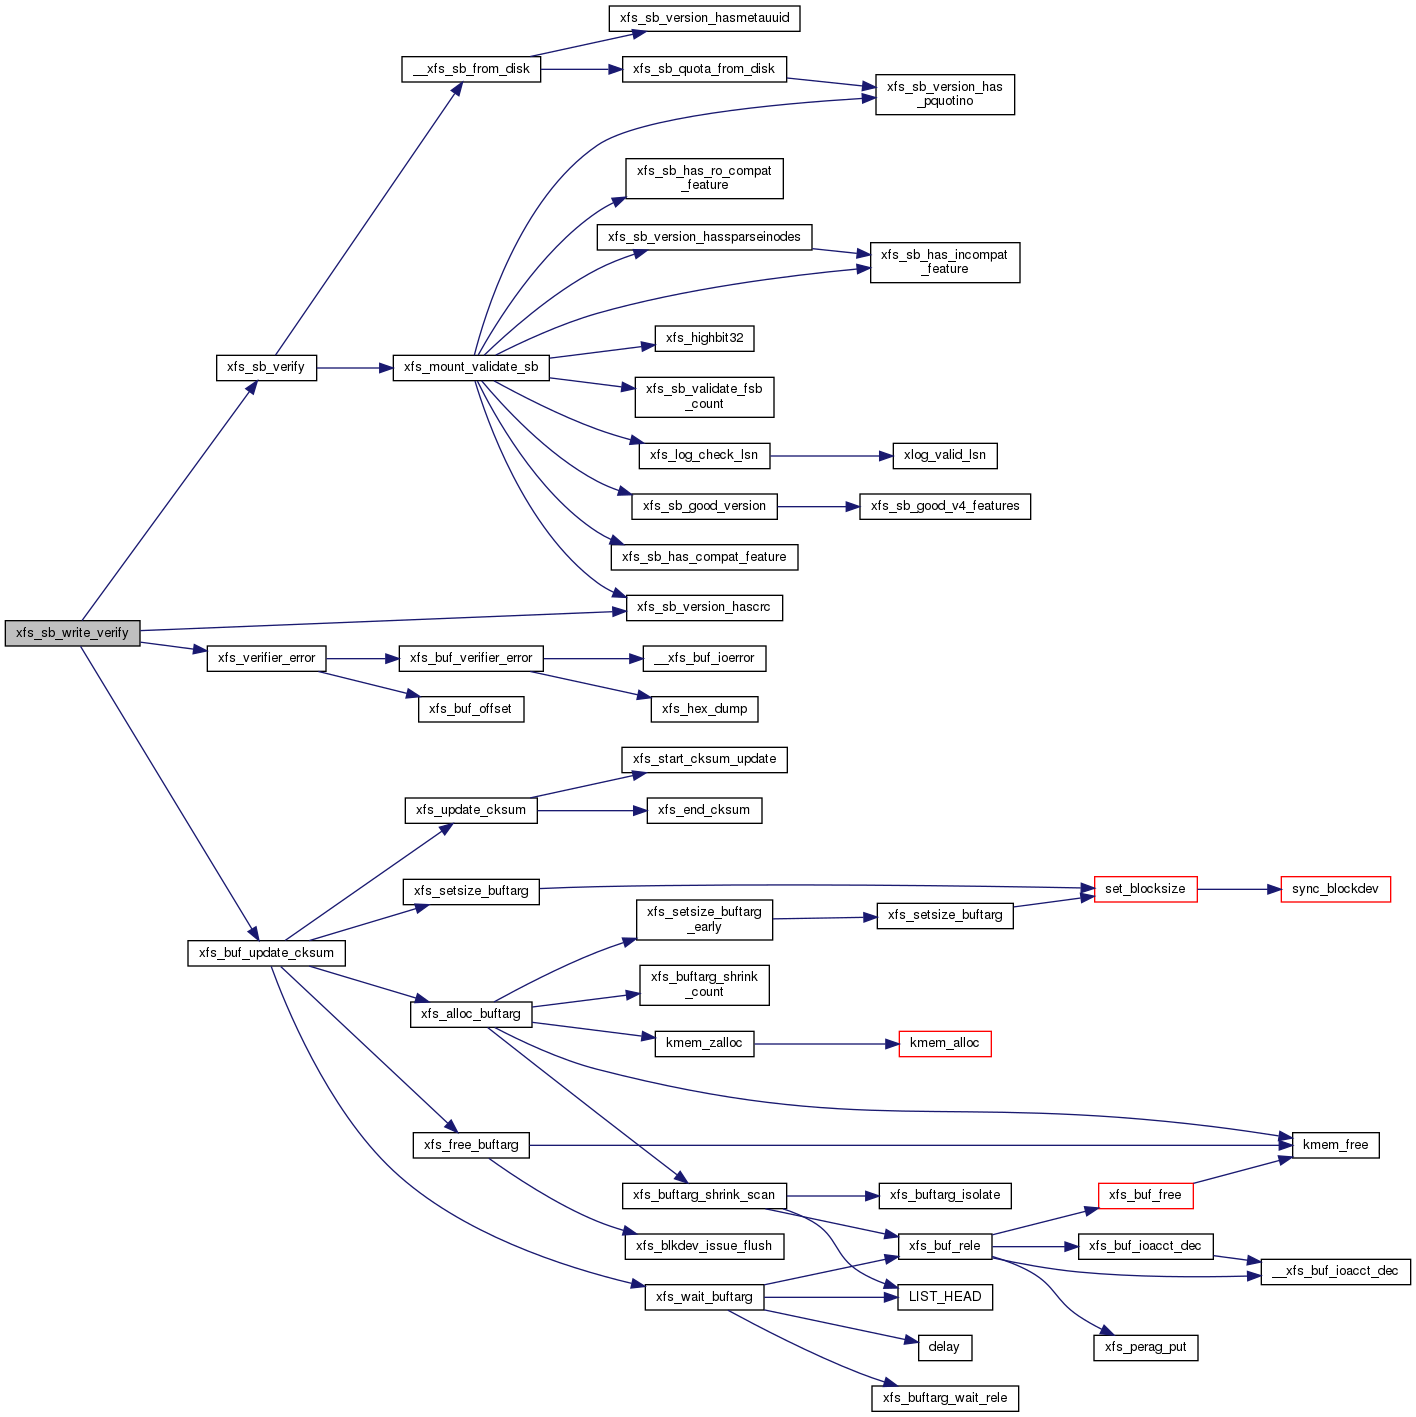 xfs_sb_version_hasmetauuid
__xfs_sb_from_disk
xfs_sb_quota_from_disk
xfs_sb_version_has
_pquotino
xfs_sb_has_ro_compat
_feature
xfs_sb_version_hassparseinodes
xfs_sb_has_incompat
_feature
xfs_highbit32
xfs_sb_verify
xfs_mount_validate_sb
xfs_sb_validate_fsb
_count
xfs_log_check_lsn
xlog_valid_lsn
xfs_sb_good_version
xfs_sb_good_v4_features
xfs_sb_has_compat_feature
xfs_sb_version_hascrc
xfs_sb_write_verify
xfs_verifier_error
xfs_buf_verifier_error
__xfs_buf_ioerror
xfs_buf_offset
xfs_hex_dump
xfs_start_cksum_update
xfs_update_cksum
xfs_end_cksum
xfs_setsize_buftarg
set_blocksize
sync_blockdev
xfs_setsize_buftarg
_early
xfs_setsize_buftarg
xfs_buf_update_cksum
xfs_buftarg_shrink
_count
xfs_alloc_buftarg
kmem_zalloc
kmem_alloc
xfs_free_buftarg
kmem_free
xfs_buftarg_shrink_scan
xfs_buftarg_isolate
xfs_buf_free
xfs_blkdev_issue_flush
xfs_buf_rele
xfs_buf_ioacct_dec
__xfs_buf_ioacct_dec
xfs_wait_buftarg
LIST_HEAD
delay
xfs_perag_put
xfs_buftarg_wait_rele